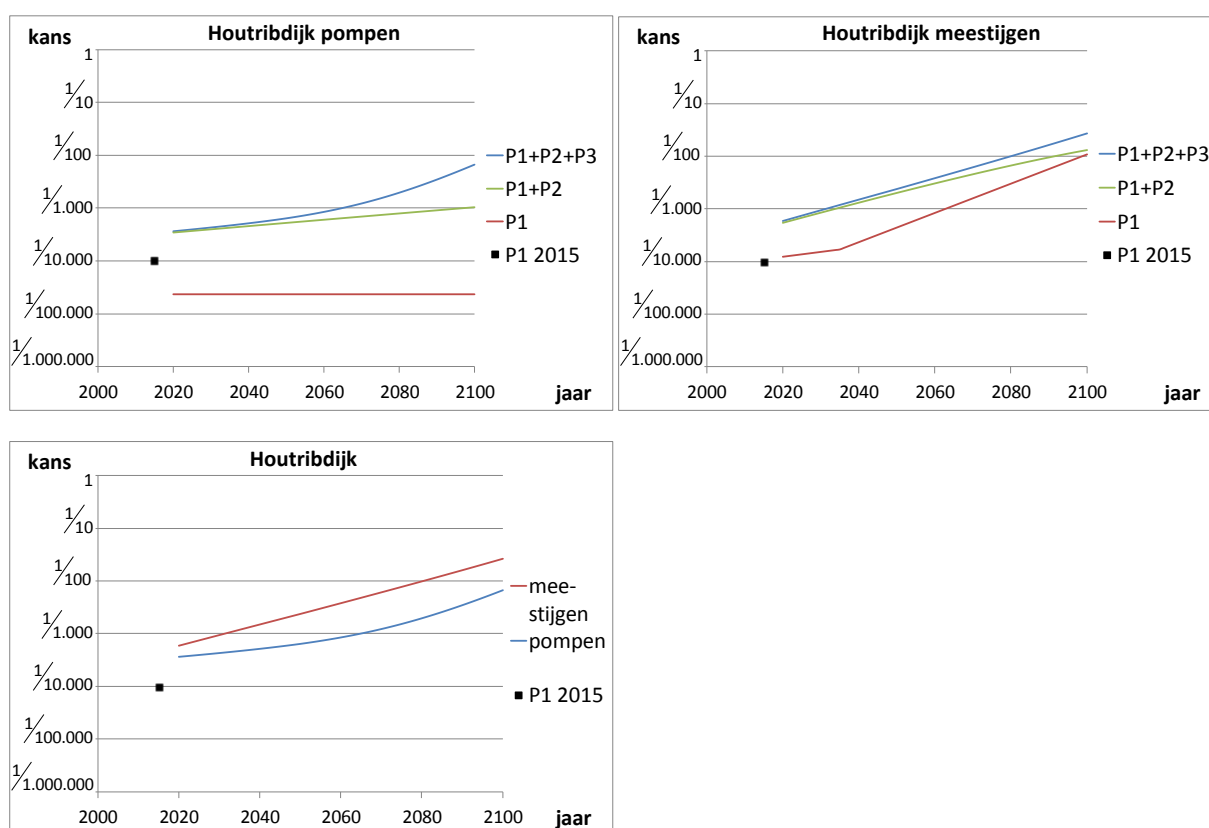 Houtribdijk pompen
kans
1
1/10
1/100
1/1.000
1/10.000
1/100.000
1/1.000.000
2000 2020 2040 2060 2080 2100 jaar
P1+P2+P3
P1+P2
P1
P1 2015
Houtribdijk meestijgen
kans
1
1/10
1/100
1/1.000
1/10.000
1/100.000
1/1.000.000
2000 2020 2040 2060 2080 2100 jaar
P1+P2+P3
P1+P2
P1
P1 2015
Houtribdijk
kans
1
1/10
1/100
1/1.000
1/10.000
1/100.000
1/1.000.000
2000 2020 2040 2060 2080 2100 jaar
mee-
stijgen
pompen
P1 2015